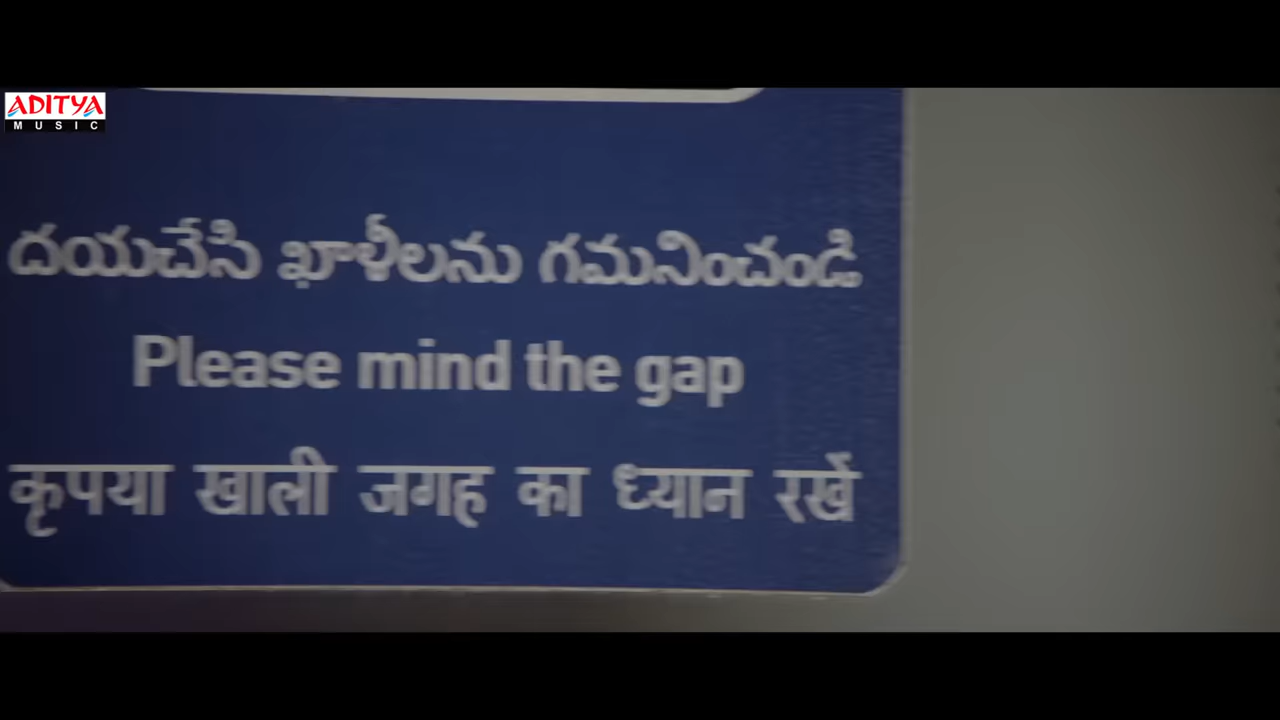 ADITYA
MUSIC
దయచేసి ఖాళీలను గమనించండి
Please mind the gap
कृपया खाली जगह का ध्यान रखें